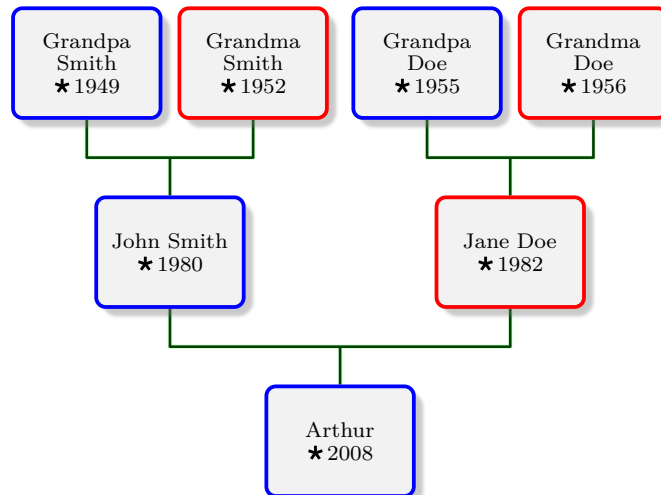 Grandpa
Smith
★1949
Grandma
Smith
★1952
Grandpa
Doe
★1955
Grandma
Doe
★1956
John Smith
★1980
Jane Doe
★1982
Arthur
★2008